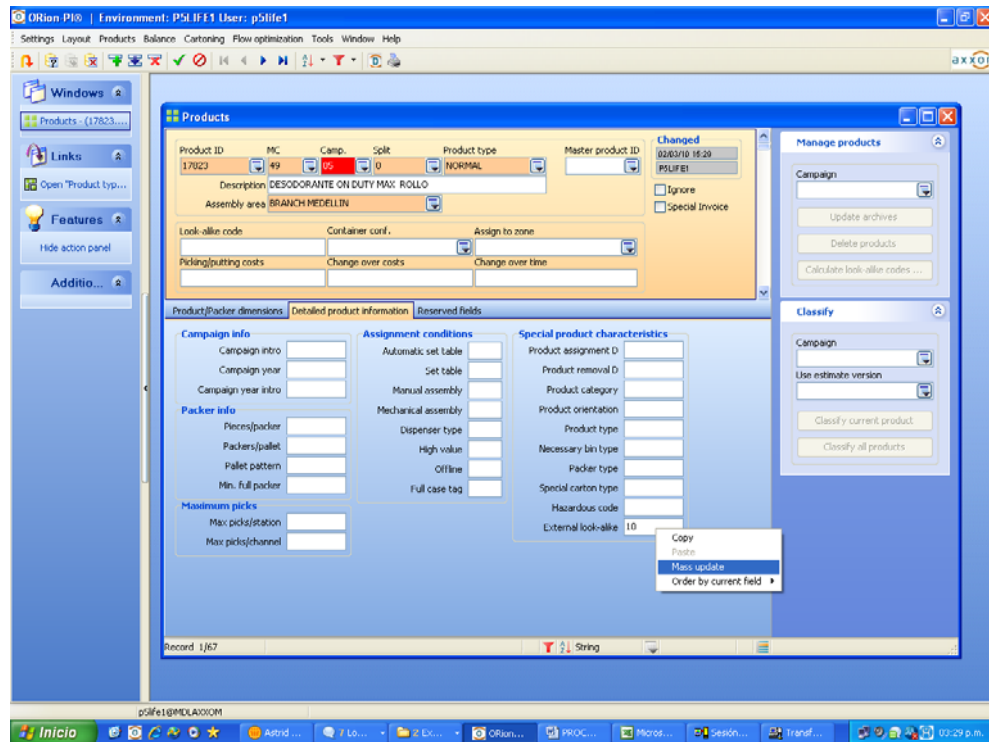 ORion-PI® | Environment: P5LIFE1 User: p5life1
Settings Layout Products Balance Cartoning Flow optimization Tools Window Help
axxo
Windows
Products - (17823....
Links
Open "Product typ...
Features
Hide action panel
Additio...
Products
Product ID MC Camp. Split Product type Master product ID
17823 49 05 0 NORMAL
Description DESODORANTE ON DUTY MAX ROLLO
Assembly area BRANCH MEDELLIN
Changed
02/03/10 15:29
P5LIFE1
Ignore
Special Invoice
Look-alike code Container conf. Assign to zone
Picking/putting costs Change over costs Change over time
Product/Packer dimensions Detailed product information Reserved fields
Campaign info
Campaign intro
Campaign year
Campaign year intro
Packer info
Pieces/packer
Packers/pallet
Pallet pattern
Min. full packer
Maximum picks
Max picks/station
Max picks/channel
Assignment conditions
Automatic set table
Set table
Manual assembly
Mechanical assembly
Dispenser type
High value
Offline
Full case tag
Special product characteristics
Product assignment D
Product removal D
Product category
Product orientation
Product type
Necessary bin type
Packer type
Special carton type
Hazardous code
External look-alike 10
Copy
Paste
Mass update
Order by current field
Manage products
Campaign
Update archives
Delete products
Calculate look-alike codes ...
Classify
Campaign
Use estimate version
Classify current product
Classify all products
Record 1/67 String
p5life1@MDLAXXOM
Inicio Astrid ... 7 Lo... 2 Ex... ORion... PROC... Micros... Sesión... Transf... 03:29 p.m.